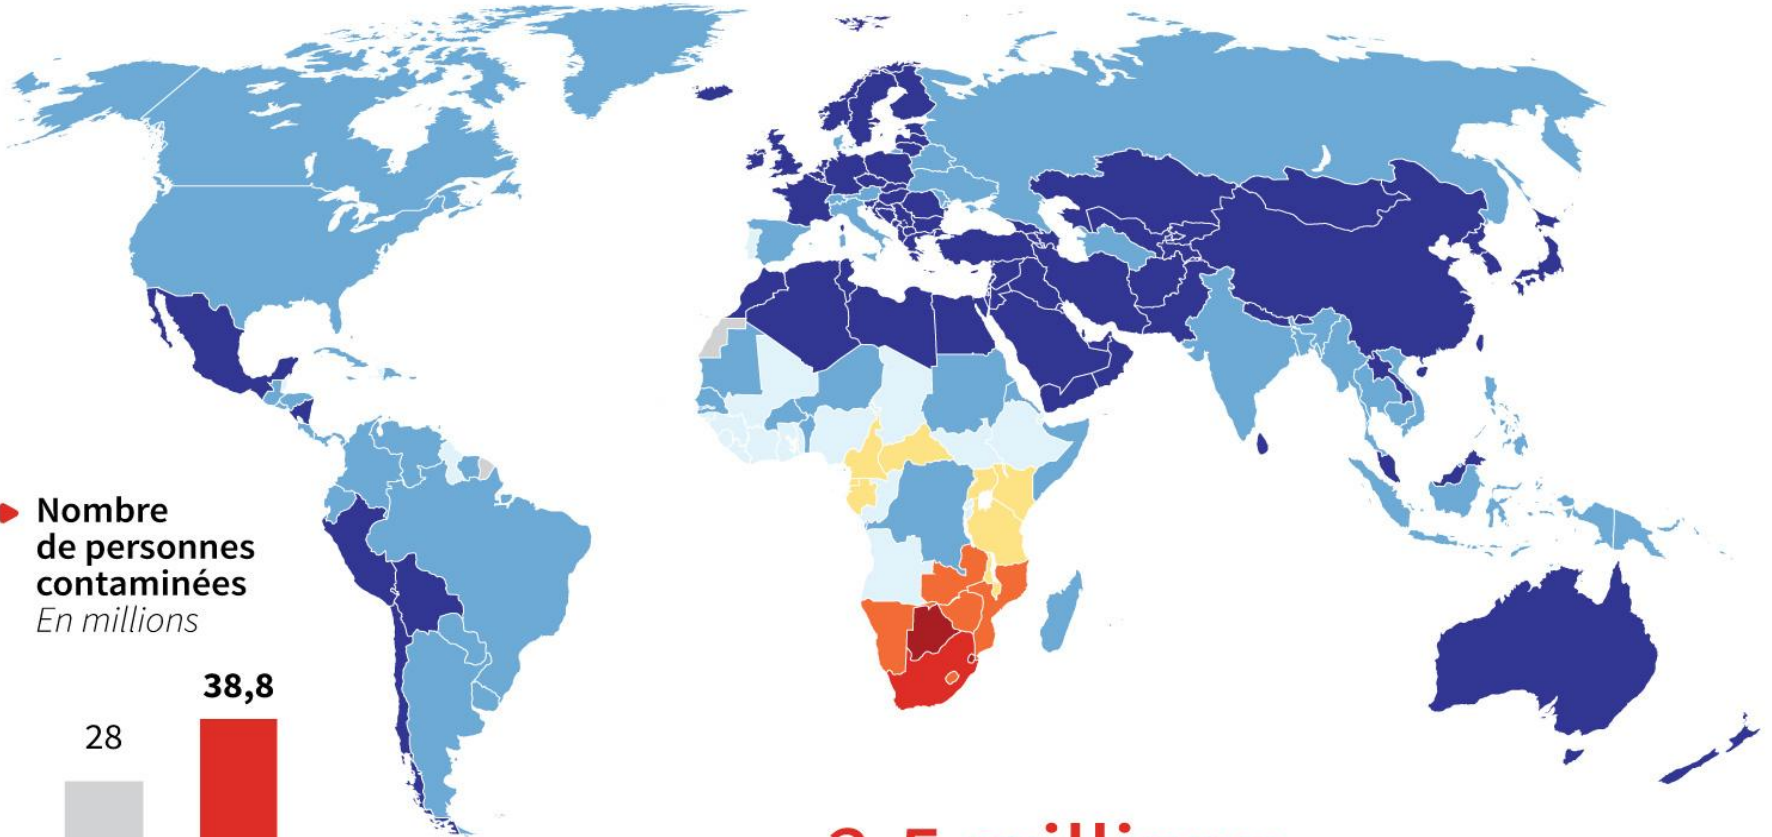 Nombre
de personnes
contaminées
En millions
38,8
28